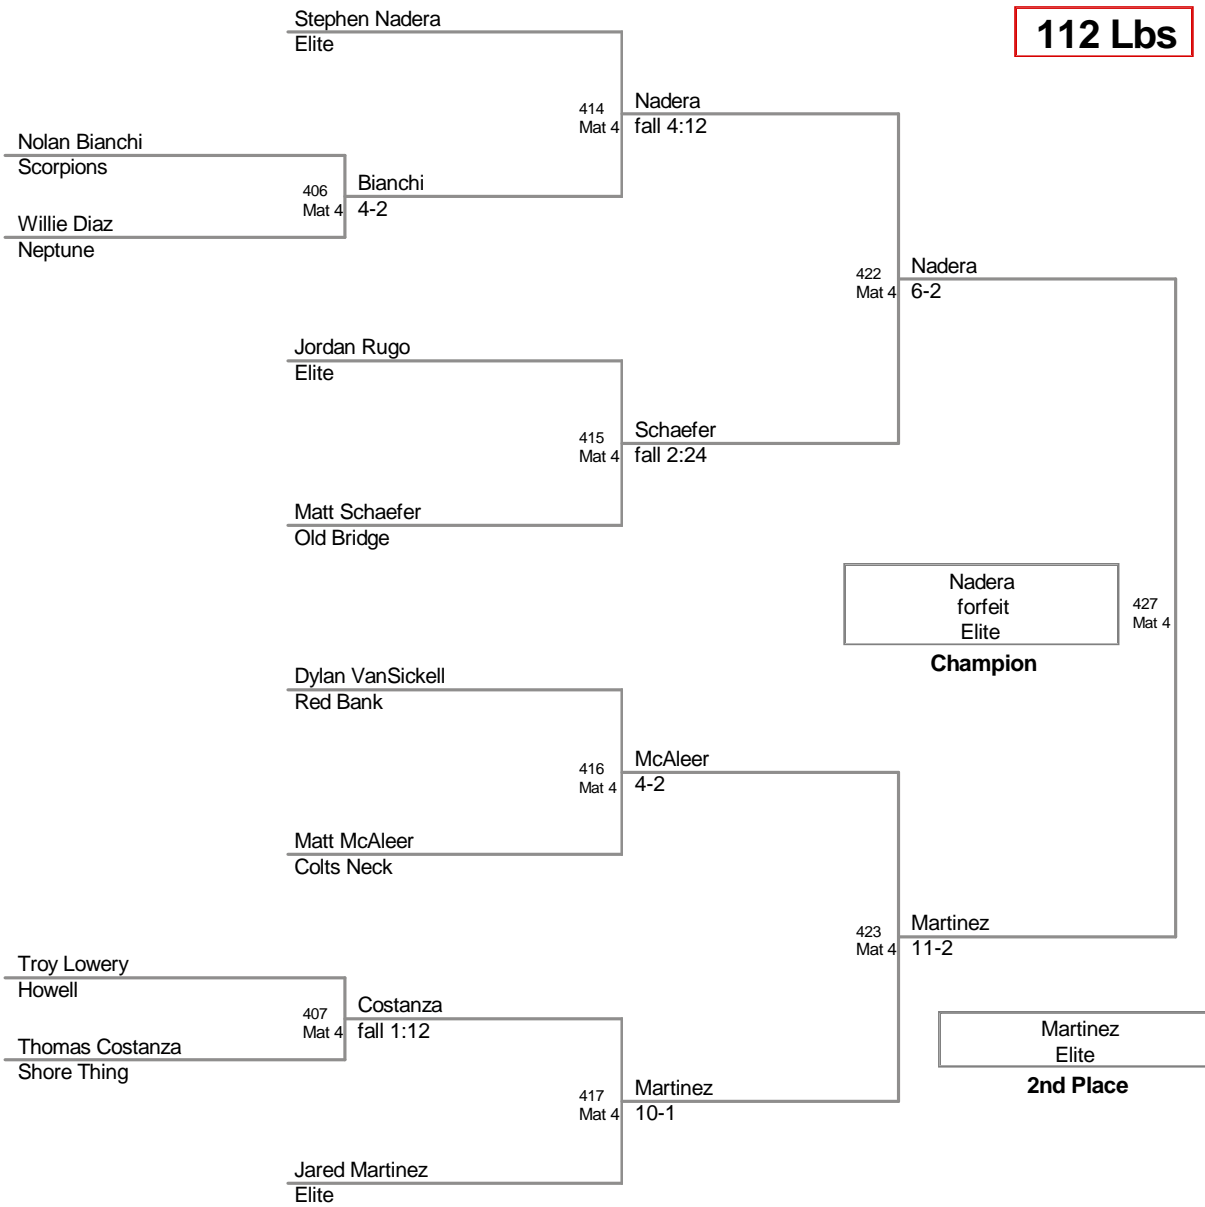 112 Lbs
Stephen Nadera
Elite
414
Mat 4
Nadera
fall 4:12
Nolan Bianchi
Scorpions
406
Mat 4
Bianchi
4-2
Willie Diaz
Neptune
422
Mat 4
Nadera
6-2
Jordan Rugo
Elite
415
Mat 4
Schaefer
fall 2:24
Matt Schaefer
Old Bridge
Nadera
forfeit
Elite
Champion
427
Mat 4
Dylan VanSickell
Red Bank
416
Mat 4
McAleer
4-2
Matt McAleer
Colts Neck
423
Mat 4
Martinez
11-2
Troy Lowery
Howell
407
Mat 4
Costanza
fall 1:12
Thomas Costanza
Shore Thing
Martinez
Elite
2nd Place
417
Mat 4
Martinez
10-1
Jared Martinez
Elite